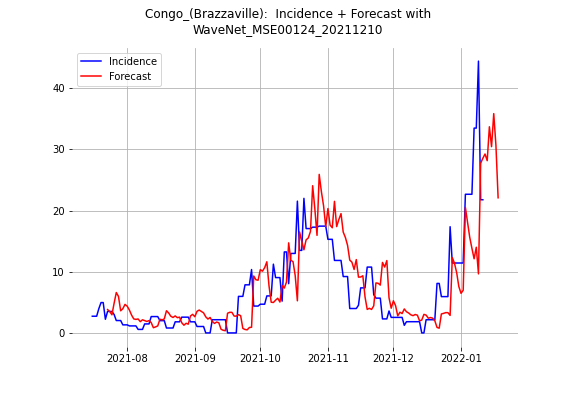 Congo_(Brazzaville):  Incidence + Forecast with
WaveNet_MSE00124_20211210
Incidence
Forecast
40
30
20
10
0
2021-08
2021-09
2021-10
2021-11
2021-12
2022-01